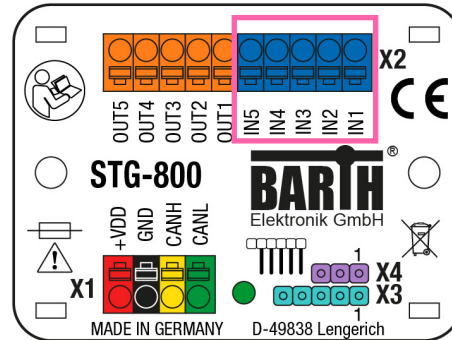 X2
OUT5 OUT4 OUT3 OUT2 OUT1 IN5 IN4 IN3 IN2 IN1
CE
STG-800
BARTH®
Elektronik GmbH
+VDD GND CANH CANL
X1
1
X4
X3
1
MADE IN GERMANY D-49838 Lengerich